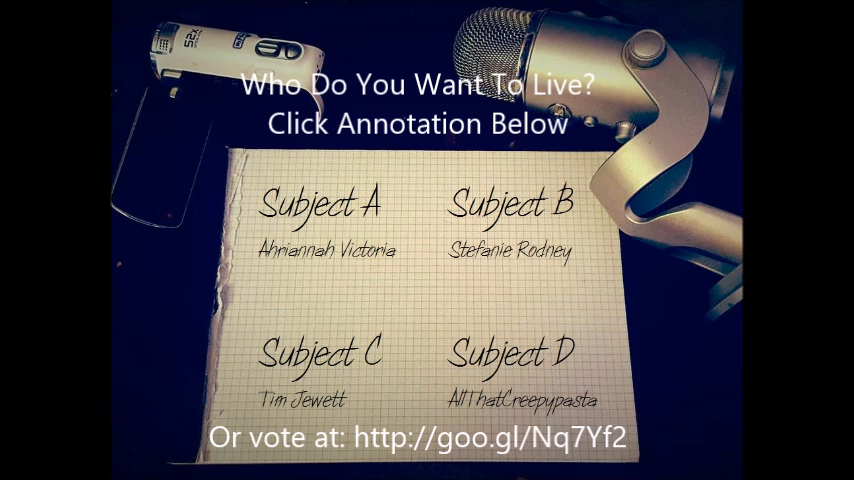 52X
Who Do You Want To Live?
Click Annotation Below
Subject A
Subject B
Ahriannah Victoria
Stefanie Rodney
Subject C
Subject D
Tim Jewett
AllThatCreepypasta
Or vote at: http://goo.gl/Nq7Yf2